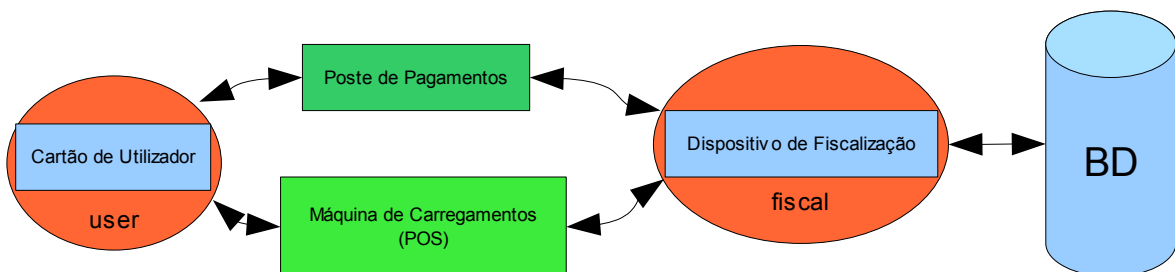 Poste de Pagamentos
Cartão de Utilizador
user
Máquina de Carregamentos
(POS)
Dispositivo de Fiscalização
fiscal
BD